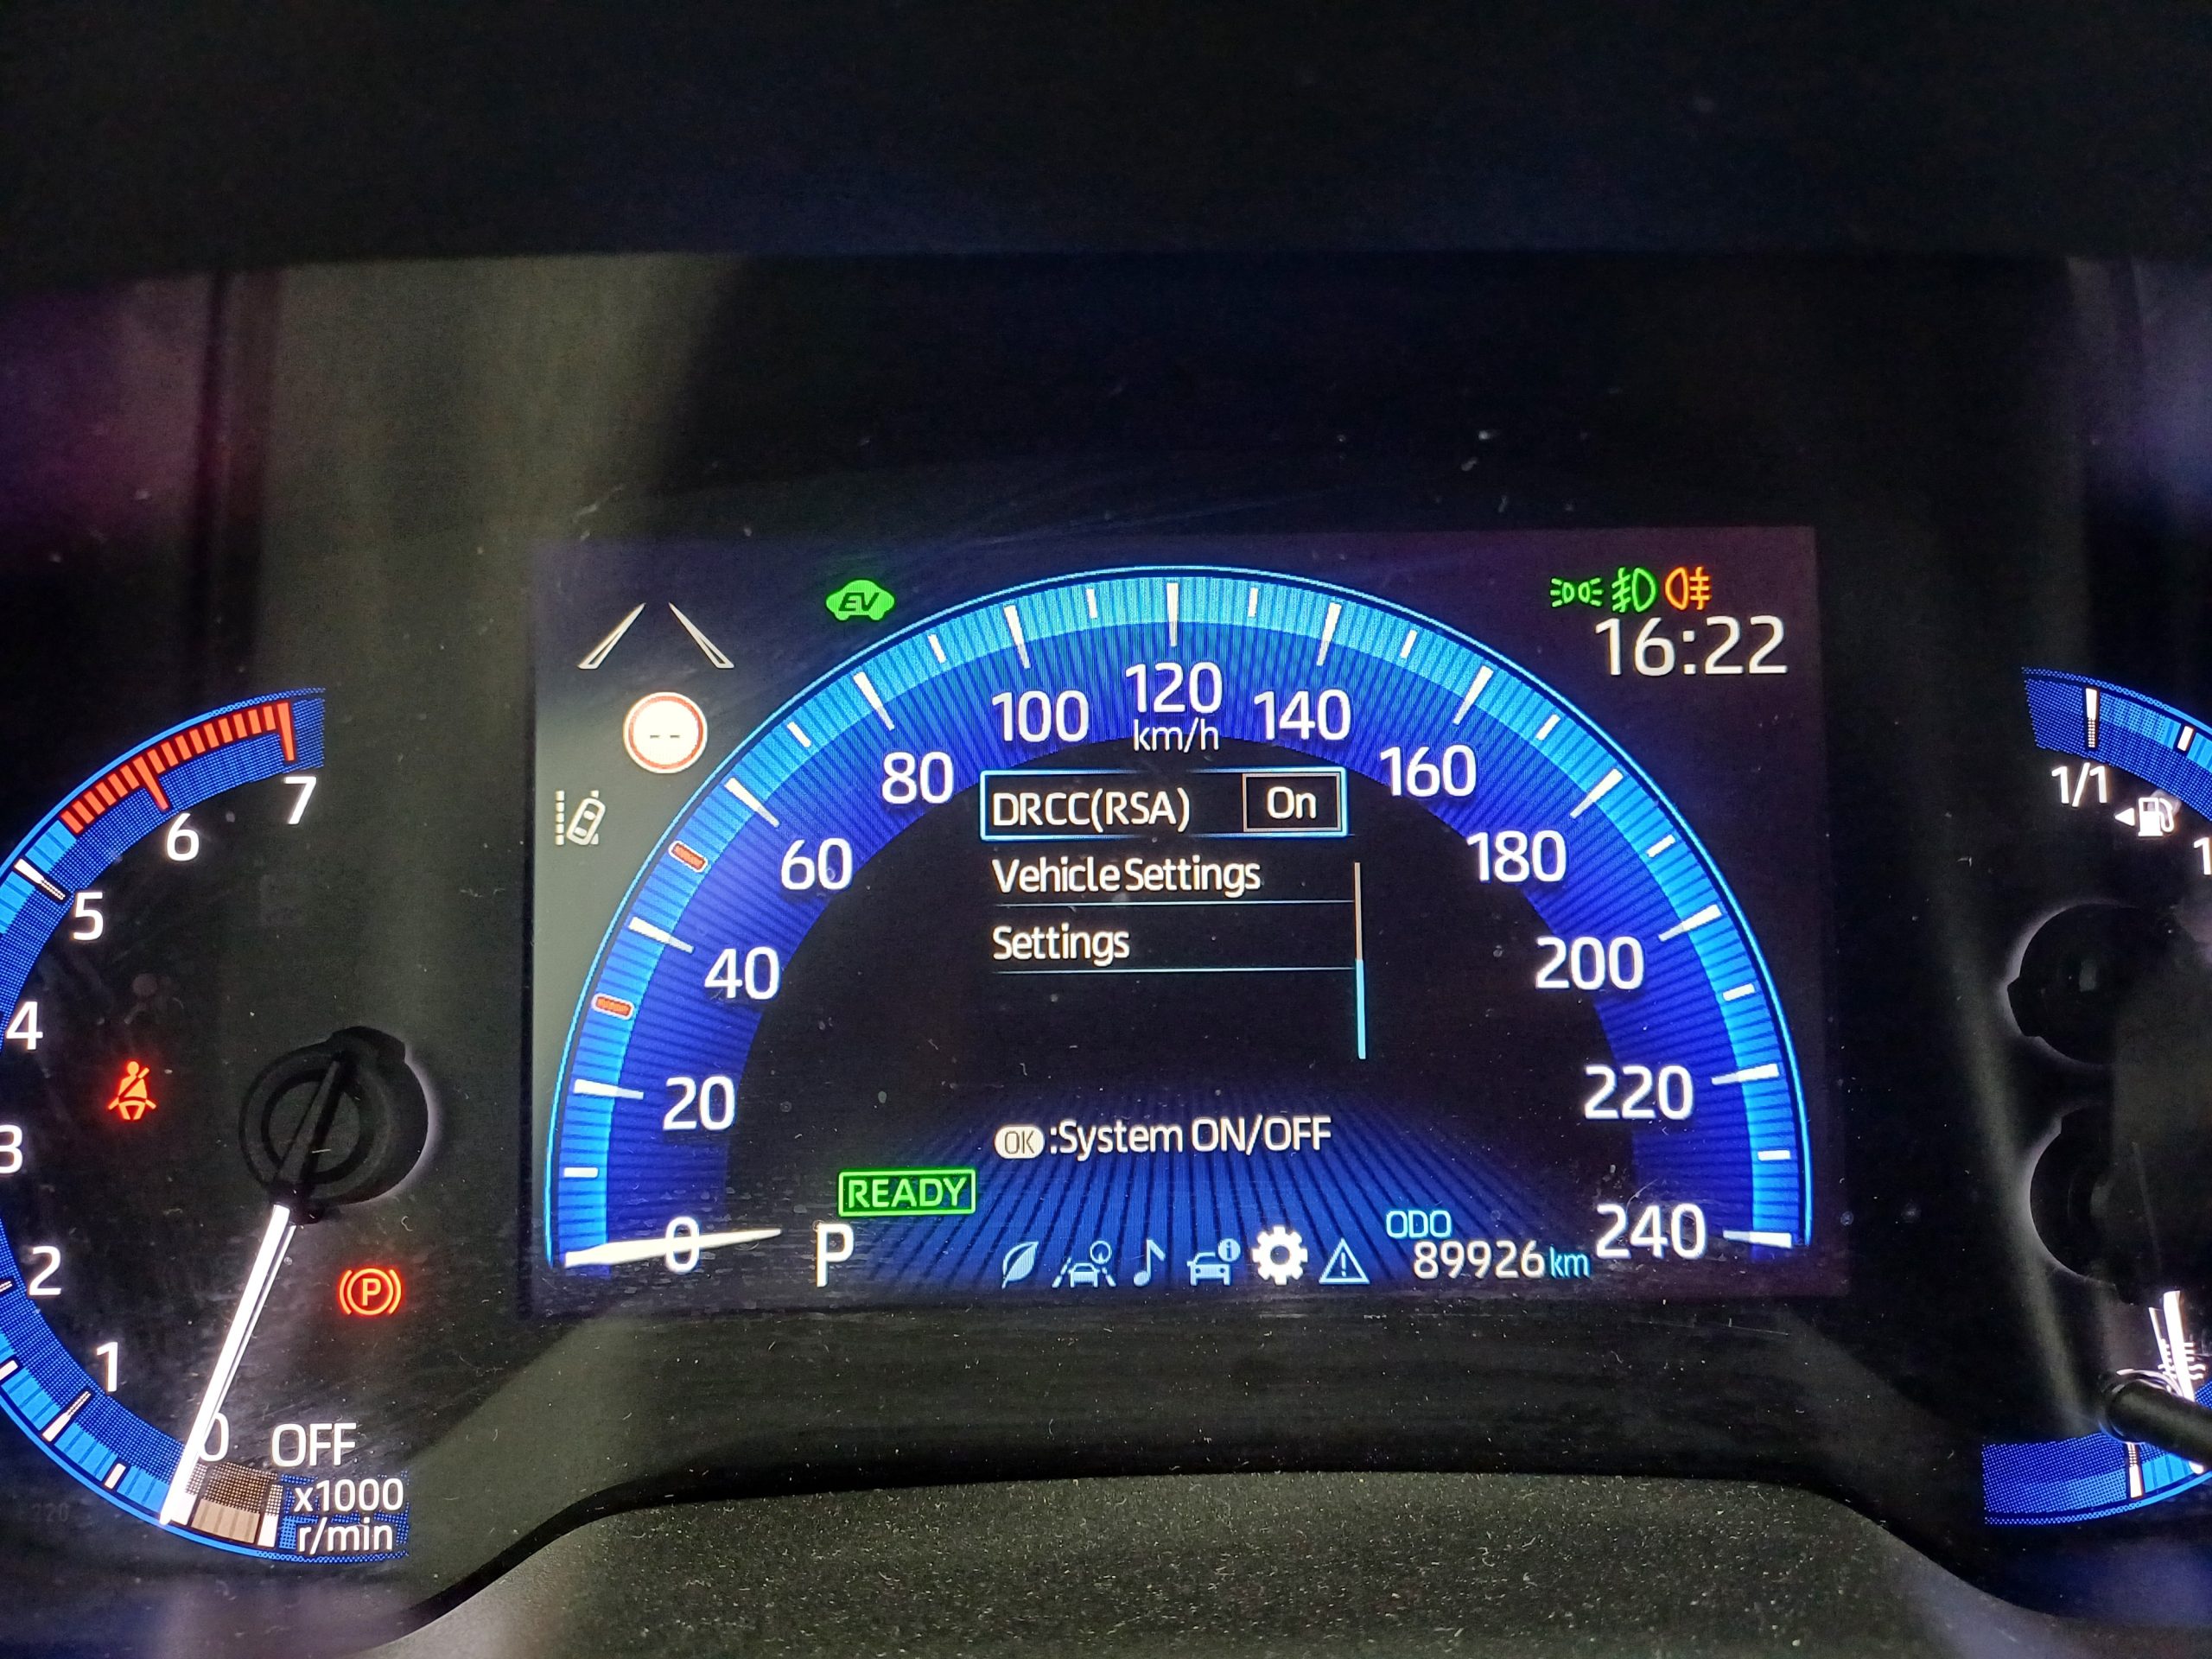 EV
16:22
7
6
5
4
3
2
1
0
OFF
x1000
r/min
0
20
40
60
80
100
120
km/h
140
160
180
200
220
240
--
DRCC(RSA) On
Vehicle Settings
Settings
OK :System ON/OFF
READY
P
ODO
89926 km
P
1/1